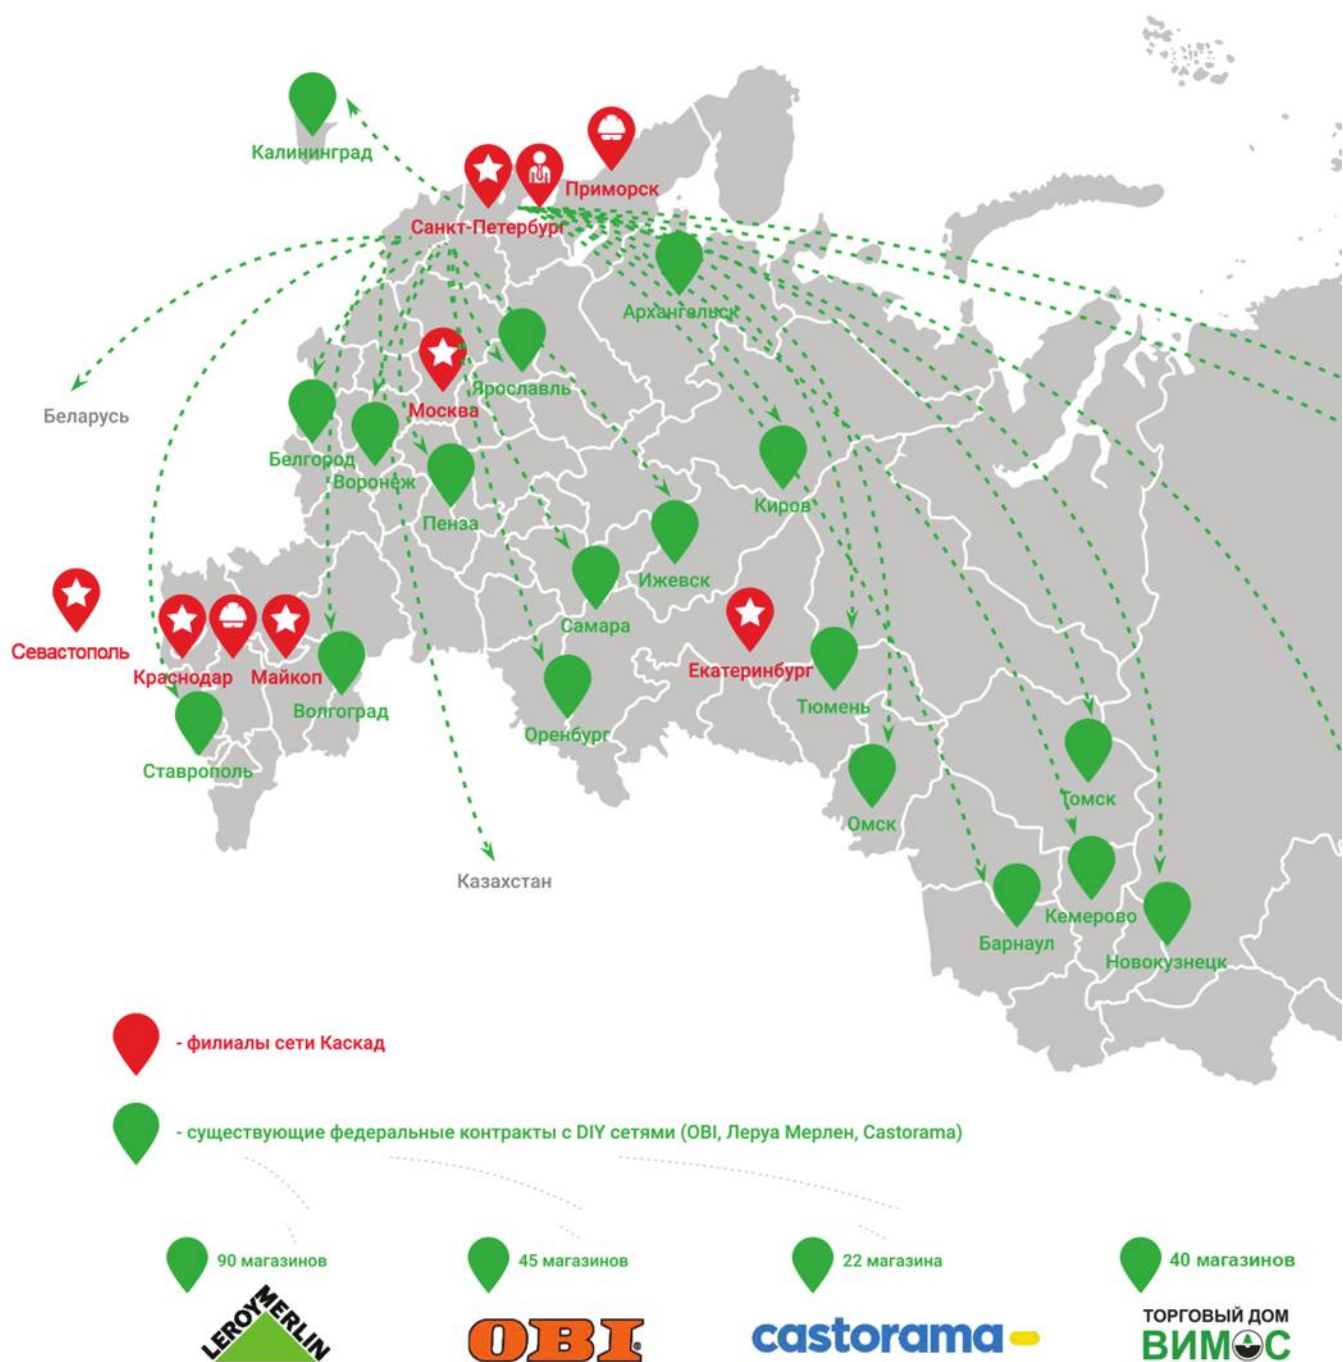 Калининград
Приморск
Санкт-Петербург
Архангельск
Ярославль
Беларусь
Москва
Белгород
Воронеж
Пенза
Киров
Ижевск
Самара
Севастополь
Краснодар
Майкоп
Екатеринбург
Волгоград
Тюмень
Оренбург
Ставрополь
Томск
Омск
Казахстан
Кемерово
Барнаул
Новокузнецк
- филиалы сети Каскад
- существующие федеральные контракты с DIY сетями (OBI, Леруа Мерлен, Castorama)
90 магазинов
45 магазинов
22 магазина
40 магазинов
LEROY MERLIN
OBI
castorama
ТОРГОВЫЙ ДОМ
ВИМОС